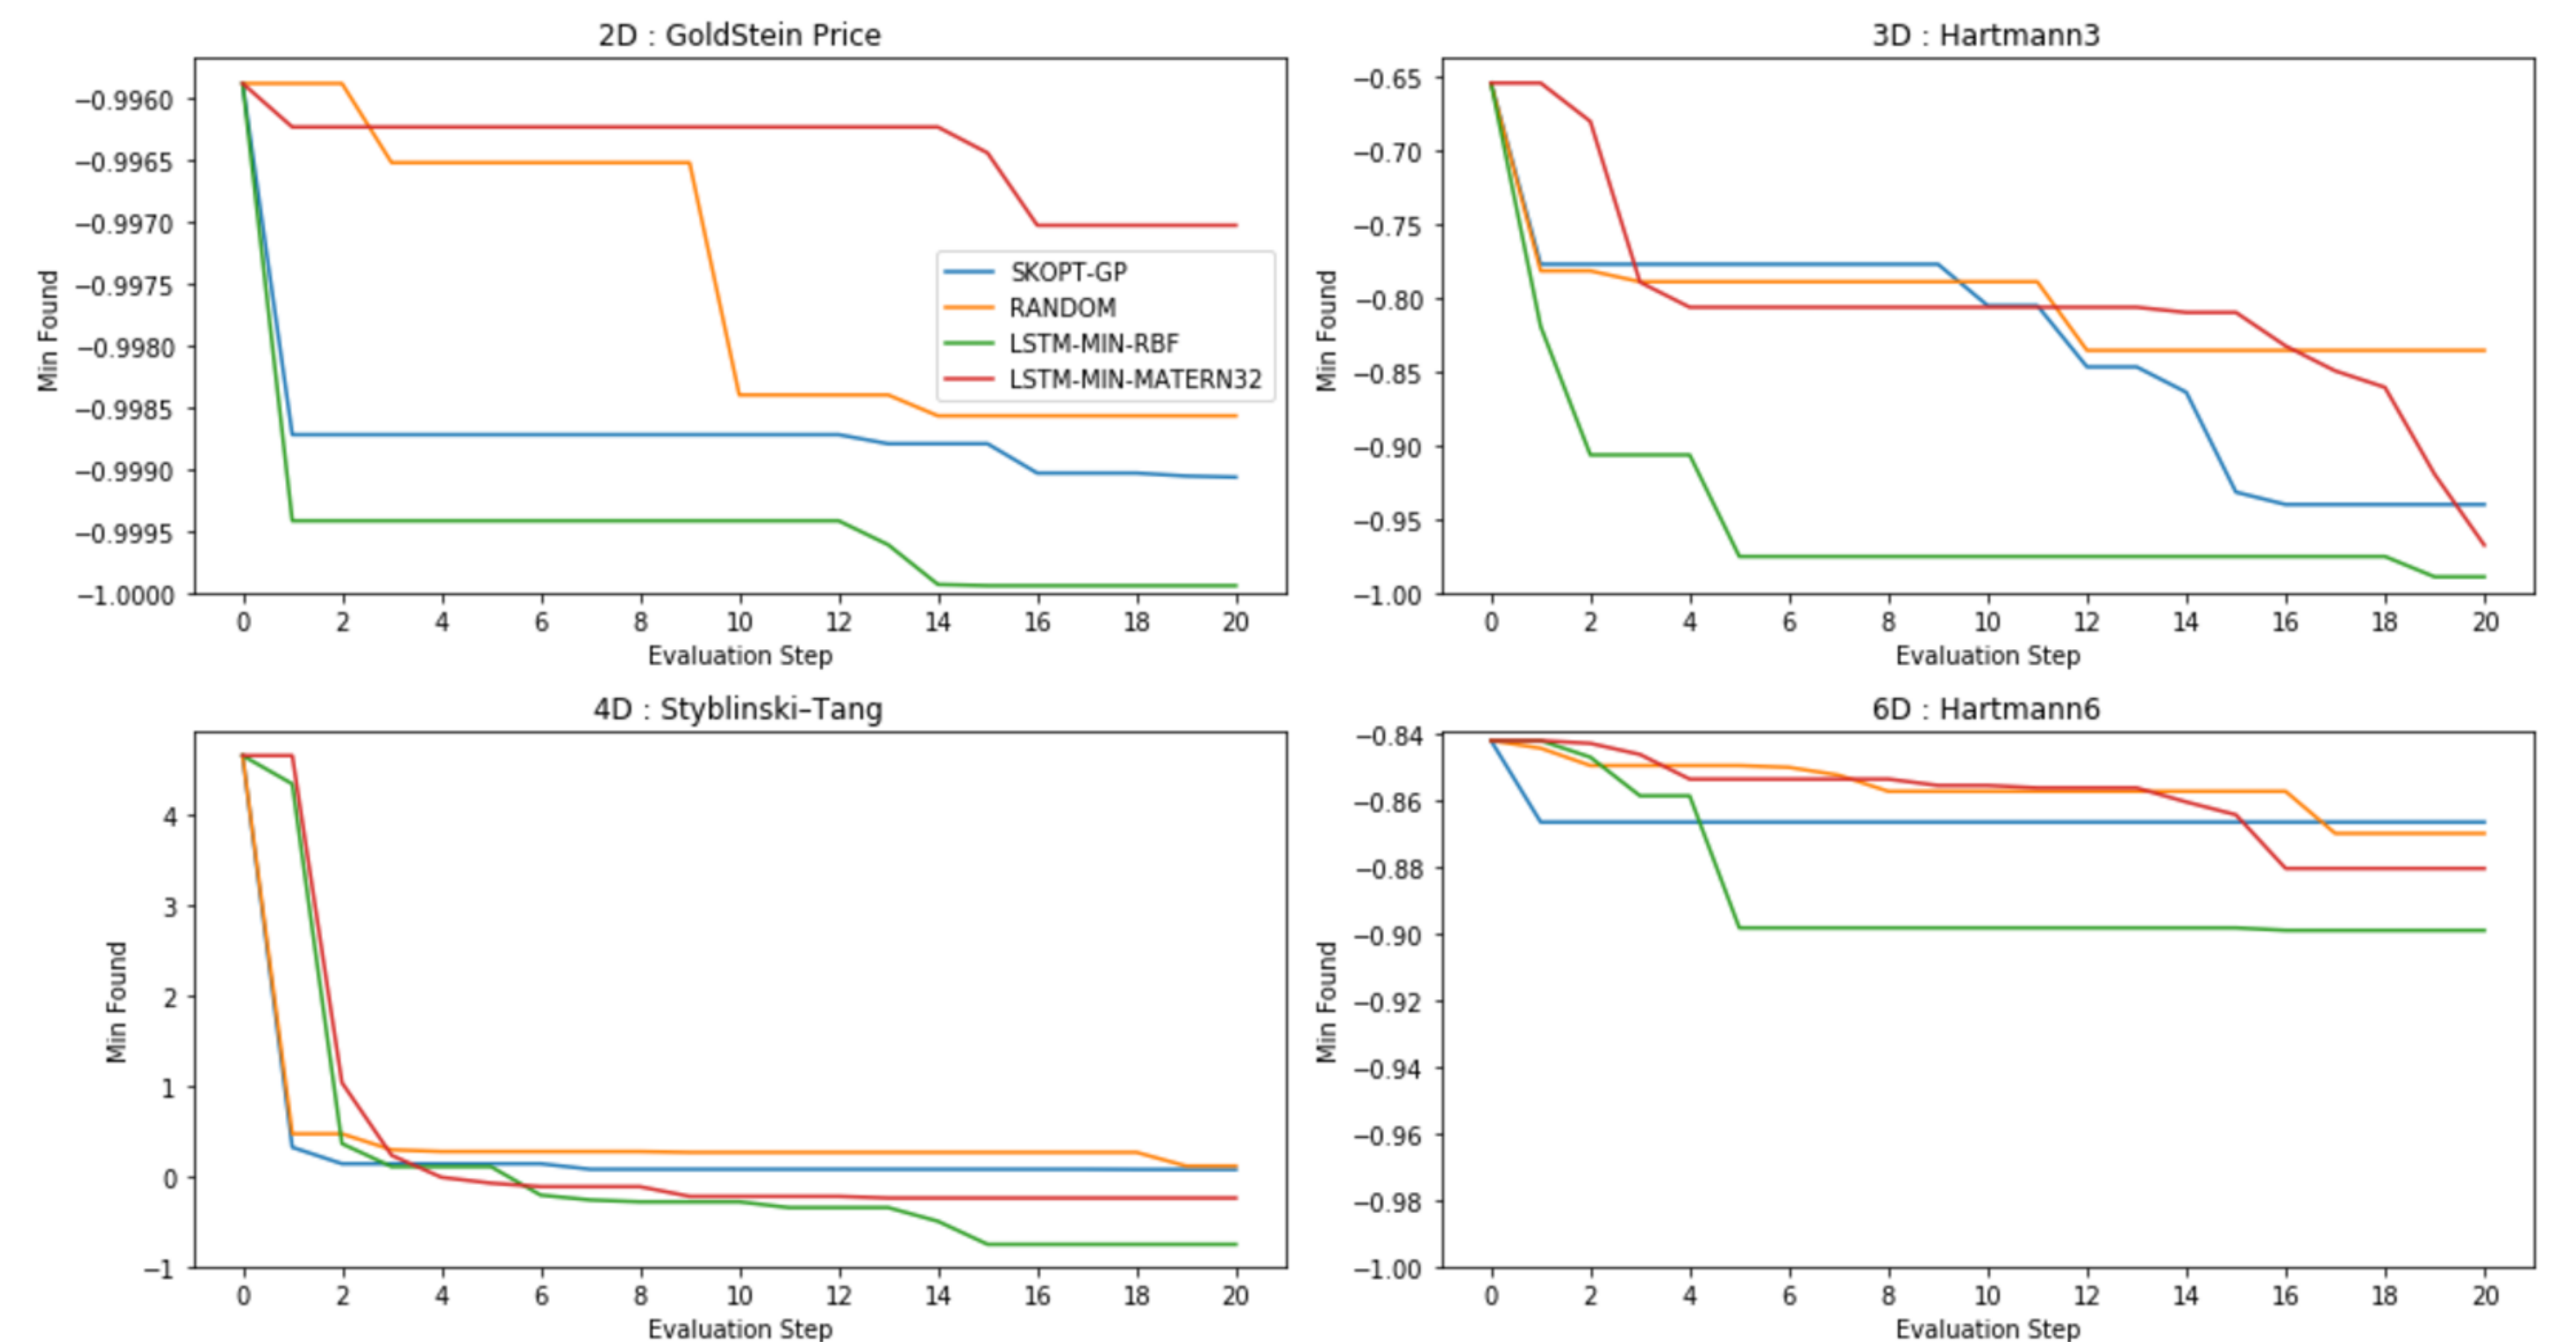 2D : GoldStein Price
−0.9960
−0.9965
−0.9970
−0.9975
−0.9980
−0.9985
−0.9990
−0.9995
−1.0000
Min Found
SKOPT-GP
RANDOM
LSTM-MIN-RBF
LSTM-MIN-MATERN32
0 2 4 6 8 10 12 14 16 18 20
Evaluation Step
3D : Hartmann3
−0.65
−0.70
−0.75
−0.80
−0.85
−0.90
−0.95
−1.00
Min Found
0 2 4 6 8 10 12 14 16 18 20
Evaluation Step
4D : Styblinski–Tang
4
3
2
1
0
−1
Min Found
0 2 4 6 8 10 12 14 16 18 20
Evaluation Step
6D : Hartmann6
−0.84
−0.86
−0.88
−0.90
−0.92
−0.94
−0.96
−0.98
−1.00
Min Found
0 2 4 6 8 10 12 14 16 18 20
Evaluation Step